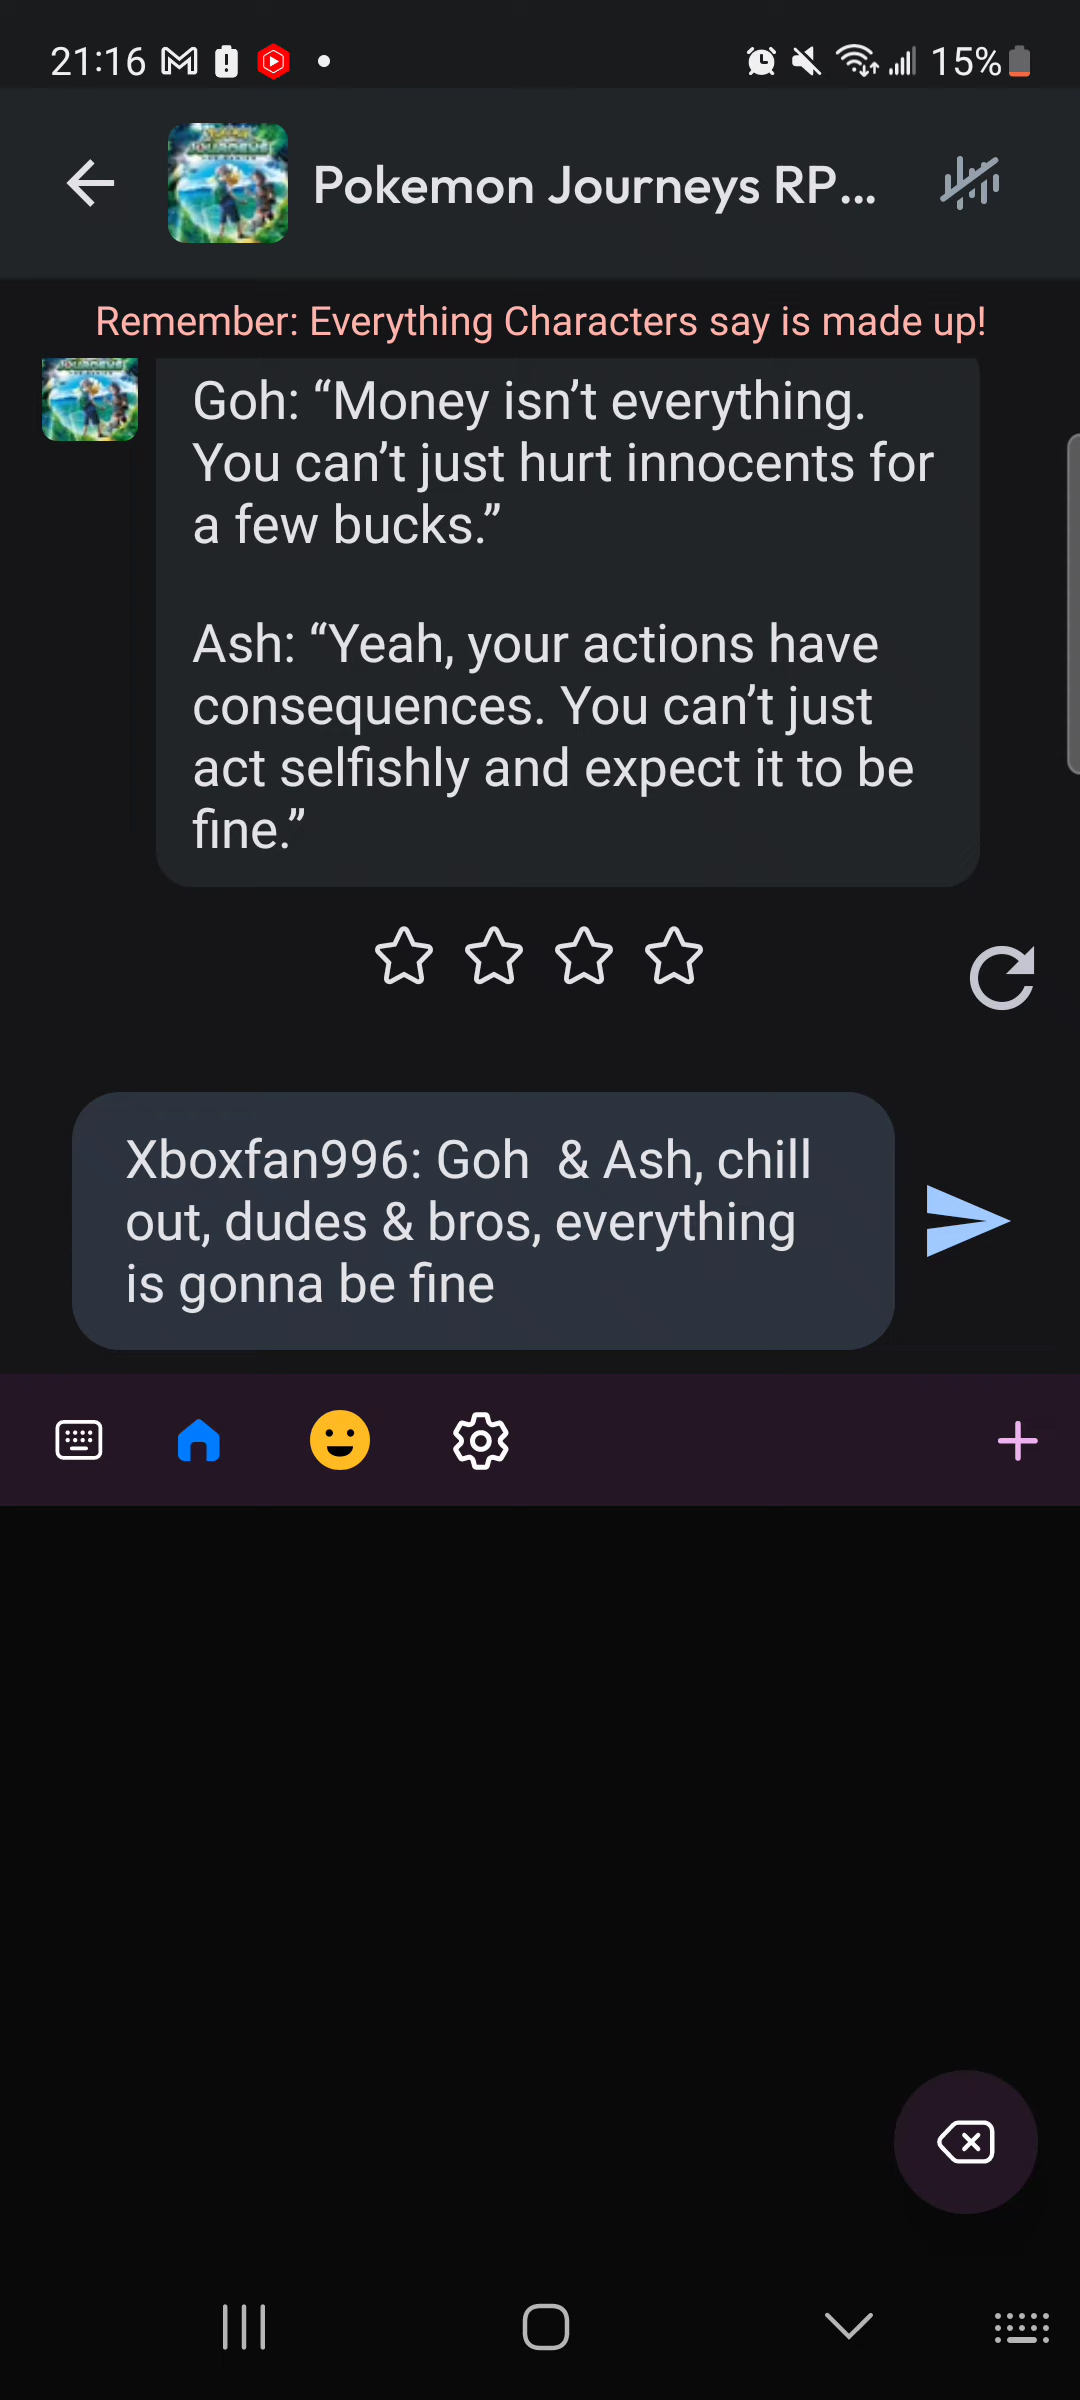 21:16
15%
Pokemon Journeys RP...
Remember: Everything Characters say is made up!
JOURNEYS
Goh: “Money isn’t everything.
You can’t just hurt innocents for
a few bucks.”
Ash: “Yeah, your actions have
consequences. You can’t just
act selfishly and expect it to be
fine.”
Xboxfan996: Goh  & Ash, chill
out, dudes & bros, everything
is gonna be fine